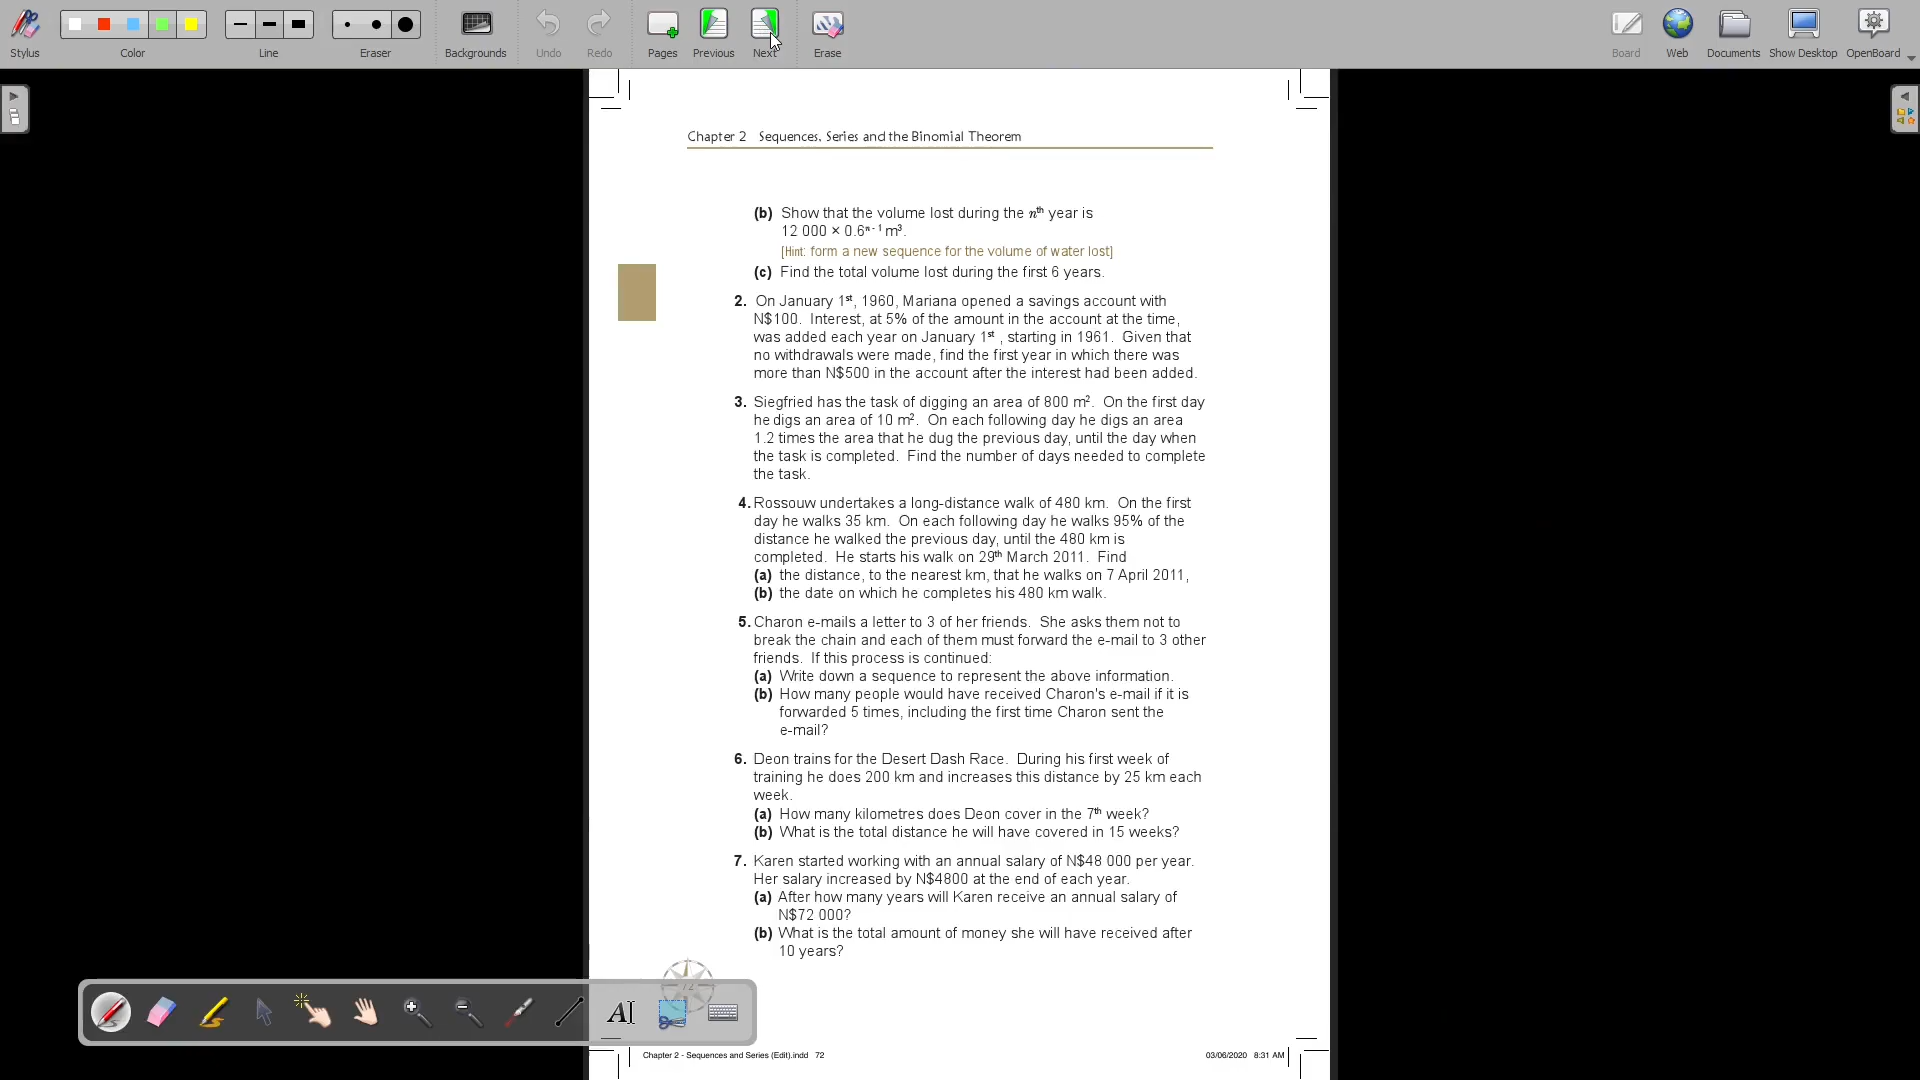 Stylus
Color
Line
Eraser
Backgrounds
Undo
Redo
Pages
Previous
Next
Erase
Board
Web
Documents
Show Desktop
OpenBoard
Chapter 2 Sequences, Series and the Binomial Theorem
(b) Show that the volume lost during the nᵗʰ year is
12 000 × 0.6ⁿ⁻¹ m³.
[Hint: form a new sequence for the volume of water lost]
(c) Find the total volume lost during the first 6 years.
2. On January 1ˢᵗ, 1960, Mariana opened a savings account with
N$100. Interest, at 5% of the amount in the account at the time,
was added each year on January 1ˢᵗ , starting in 1961. Given that
no withdrawals were made, find the first year in which there was
more than N$500 in the account after the interest had been added.
3. Siegfried has the task of digging an area of 800 m². On the first day
he digs an area of 10 m². On each following day he digs an area
1.2 times the area that he dug the previous day, until the day when
the task is completed. Find the number of days needed to complete
the task.
4. Rossouw undertakes a long-distance walk of 480 km. On the first
day he walks 35 km. On each following day he walks 95% of the
distance he walked the previous day, until the 480 km is
completed. He starts his walk on 29ᵗʰ March 2011. Find
(a) the distance, to the nearest km, that he walks on 7 April 2011,
(b) the date on which he completes his 480 km walk.
5. Charon e-mails a letter to 3 of her friends. She asks them not to
break the chain and each of them must forward the e-mail to 3 other
friends. If this process is continued:
(a) Write down a sequence to represent the above information.
(b) How many people would have received Charon's e-mail if it is
forwarded 5 times, including the first time Charon sent the
e-mail?
6. Deon trains for the Desert Dash Race. During his first week of
training he does 200 km and increases this distance by 25 km each
week.
(a) How many kilometres does Deon cover in the 7ᵗʰ week?
(b) What is the total distance he will have covered in 15 weeks?
7. Karen started working with an annual salary of N$48 000 per year.
Her salary increased by N$4800 at the end of each year.
(a) After how many years will Karen receive an annual salary of
N$72 000?
(b) What is the total amount of money she will have received after
10 years?
72
Chapter 2 - Sequences and Series (Edit).indd 72
03/06/2020 8:31 AM